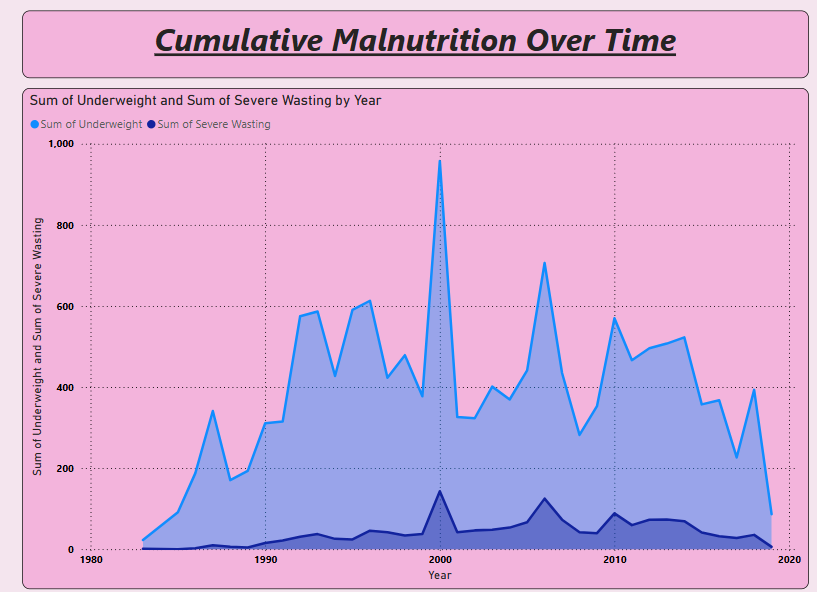 Cumulative Malnutrition Over Time
Sum of Underweight and Sum of Severe Wasting by Year
Sum of Underweight Sum of Severe Wasting
1,000
800
600
400
200
0
Sum of Underweight and Sum of Severe Wasting
1980 1990 2000 2010 2020
Year